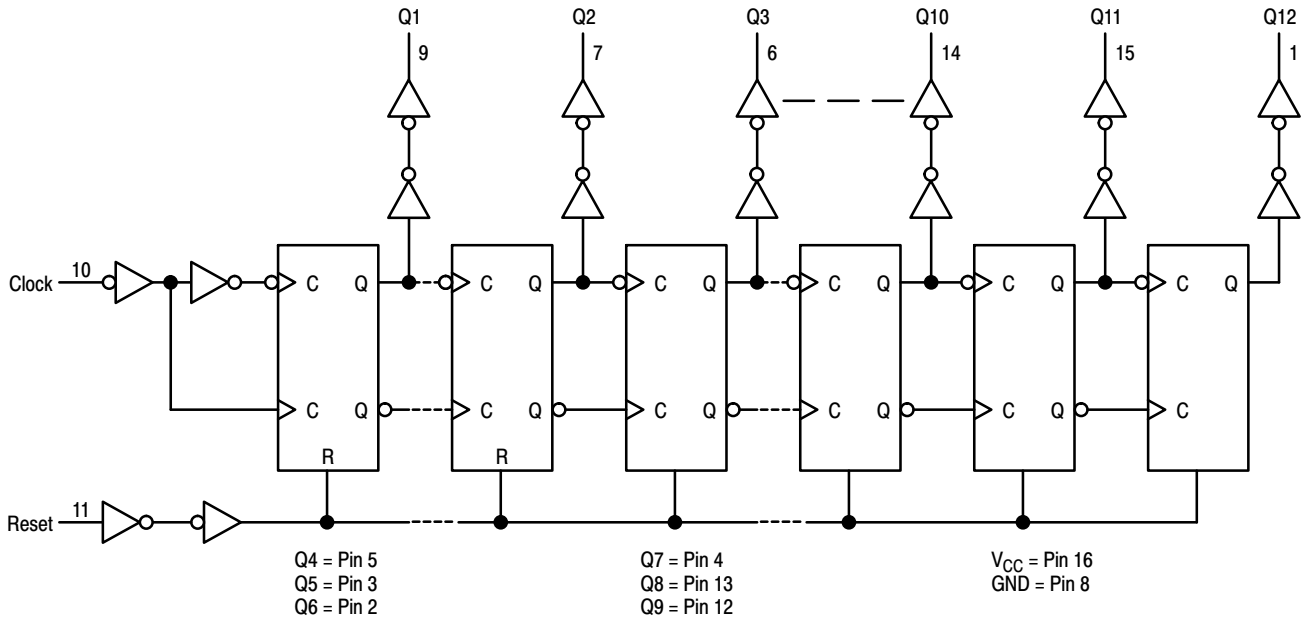 Q1 Q2 Q3 Q10 Q11 Q12
9 7 6 14 15 1
Clock 10 C Q C Q C Q C Q C Q C Q
C Q C Q C Q C Q C Q C
R R
Reset 11
Q4 = Pin 5
Q5 = Pin 3
Q6 = Pin 2
Q7 = Pin 4
Q8 = Pin 13
Q9 = Pin 12
VCC = Pin 16
GND = Pin 8